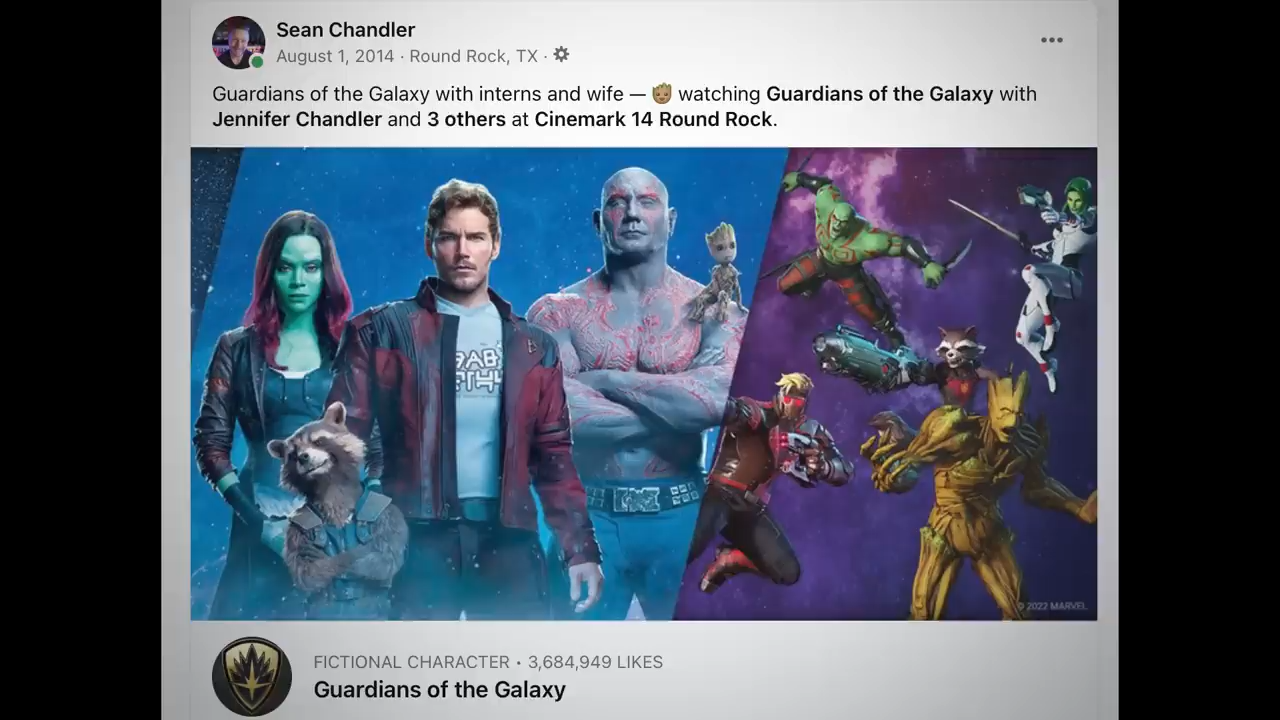 Sean Chandler
August 1, 2014 · Round Rock, TX ·
Guardians of the Galaxy with interns and wife — watching Guardians of the Galaxy with
Jennifer Chandler and 3 others at Cinemark 14 Round Rock.
© 2022 MARVEL
FICTIONAL CHARACTER • 3,684,949 LIKES
Guardians of the Galaxy